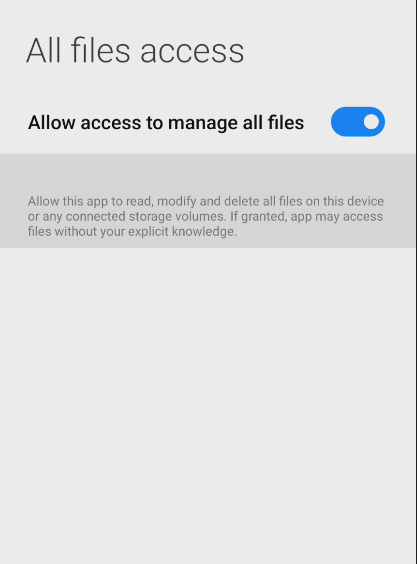 All files access
Allow access to manage all files
Allow this app to read, modify and delete all files on this device
or any connected storage volumes. If granted, app may access
files without your explicit knowledge.